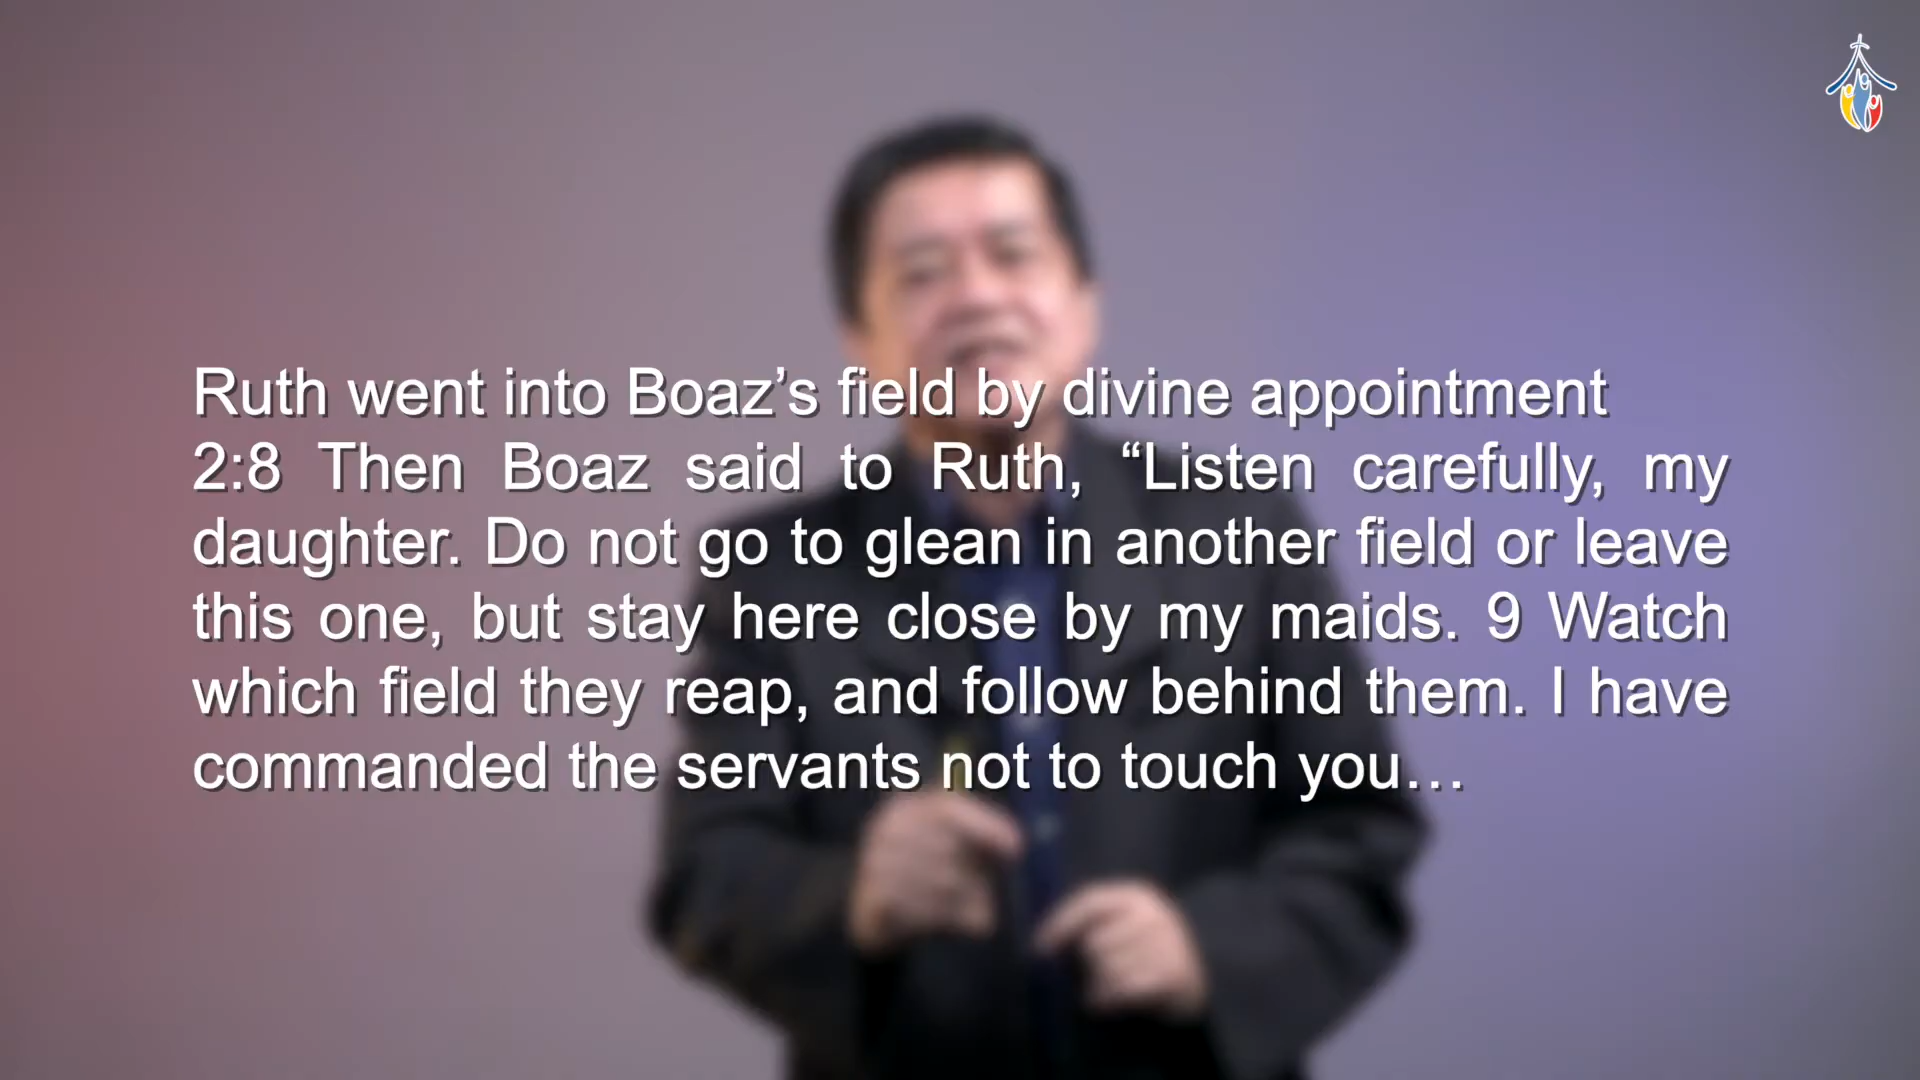 Ruth went into Boaz’s field by divine appointment
2:8 Then Boaz said to Ruth, “Listen carefully, my
daughter. Do not go to glean in another field or leave
this one, but stay here close by my maids. 9 Watch
which field they reap, and follow behind them. I have
commanded the servants not to touch you…